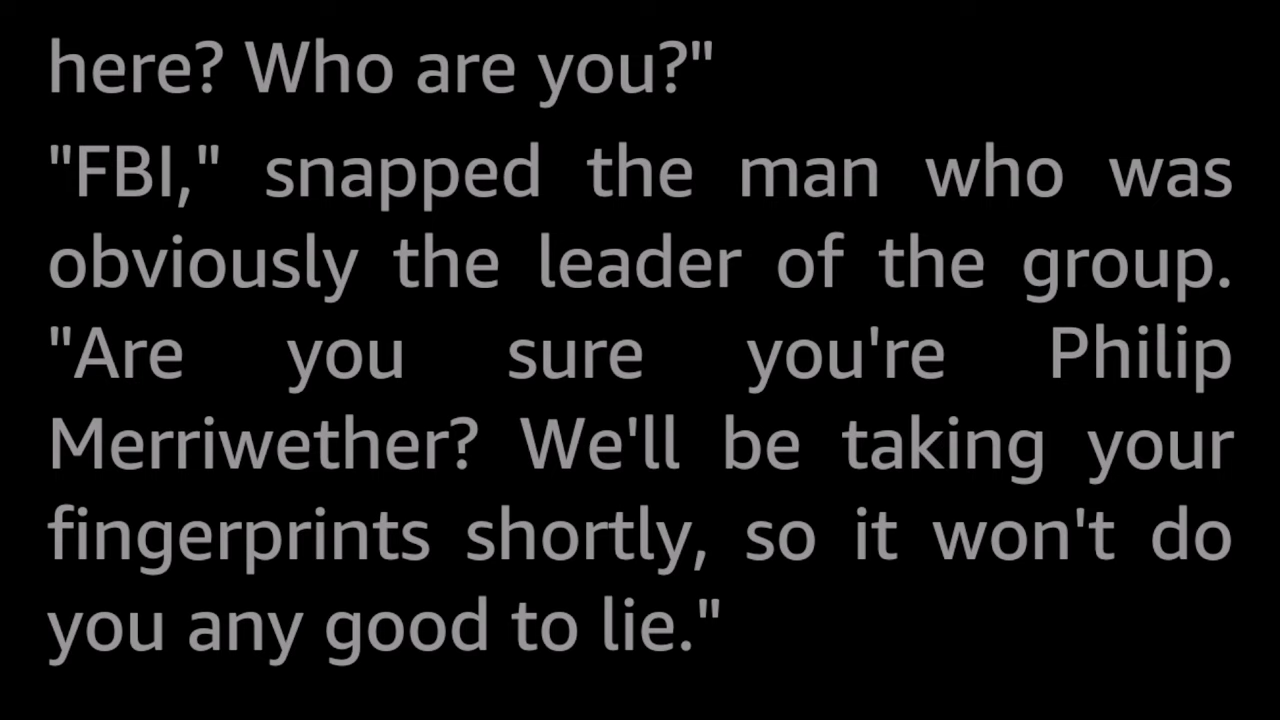 here? Who are you?"
"FBI," snapped the man who was
obviously the leader of the group.
"Are you sure you're Philip
Merriwether? We'll be taking your
fingerprints shortly, so it won't do
you any good to lie."